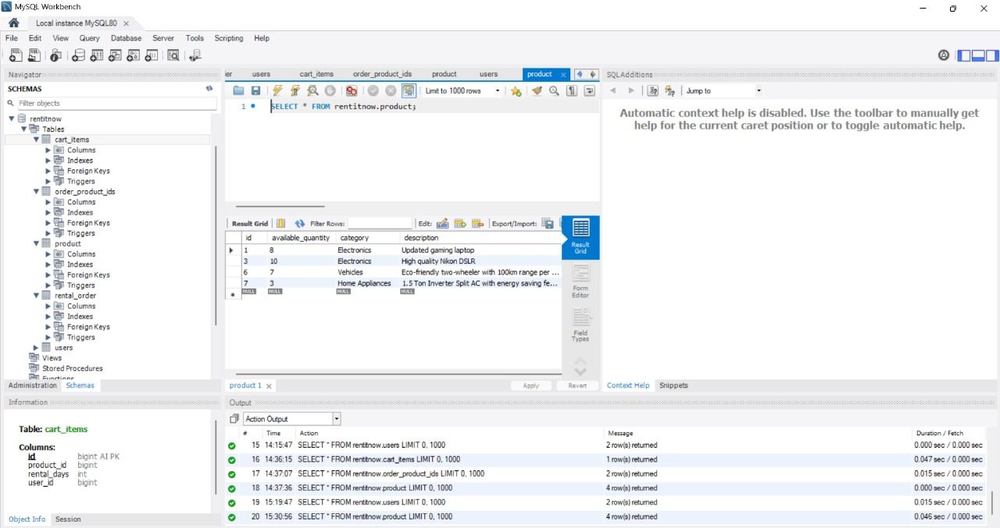 MySQL Workbench
Local instance MySQL80
File Edit View Query Database Server Tools Scripting Help
Navigator
SCHEMAS
Filter objects
rentitnow
Tables
cart_items
Columns
Indexes
Foreign Keys
Triggers
order_product_ids
Columns
Indexes
Foreign Keys
Triggers
product
Columns
Indexes
Foreign Keys
Triggers
rental_order
Columns
Indexes
Foreign Keys
Triggers
users
Views
Stored Procedures
Functions
Administration Schemas
Information
Table: cart_items
Columns:
id bigint AI PK
product_id bigint
rental_days int
user_id bigint
Object Info Session
ier users cart_items order_product_ids product users product
Limit to 1000 rows
1 SELECT * FROM rentitnow.product;
Result Grid Filter Rows: Edit: Export/Import:
id available_quantity category description
1 8 Electronics Updated gaming laptop
3 10 Electronics High quality Nikon DSLR
6 7 Vehicles Eco-friendly two-wheeler with 100km range per ...
7 3 Home Appliances 1.5 Ton Inverter Split AC with energy saving fe...
NULL NULL NULL NULL
Result
Grid
Form
Editor
Field
Types
product 1 Apply Revert
SQLAdditions
Jump to
Automatic context help is disabled. Use the toolbar to manually get
help for the current caret position or to toggle automatic help.
Context Help Snippets
Output
Action Output
# Time Action Message Duration / Fetch
15 14:15:47 SELECT * FROM rentitnow.users LIMIT 0, 1000 2 row(s) returned 0.000 sec / 0.000 sec
16 14:36:15 SELECT * FROM rentitnow.cart_items LIMIT 0, 1000 1 row(s) returned 0.047 sec / 0.000 sec
17 14:37:07 SELECT * FROM rentitnow.order_product_ids LIMIT 0, 1000 2 row(s) returned 0.015 sec / 0.000 sec
18 14:37:36 SELECT * FROM rentitnow.product LIMIT 0, 1000 4 row(s) returned 0.000 sec / 0.000 sec
19 15:19:47 SELECT * FROM rentitnow.users LIMIT 0, 1000 2 row(s) returned 0.015 sec / 0.000 sec
20 15:30:56 SELECT * FROM rentitnow.product LIMIT 0, 1000 4 row(s) returned 0.046 sec / 0.000 sec